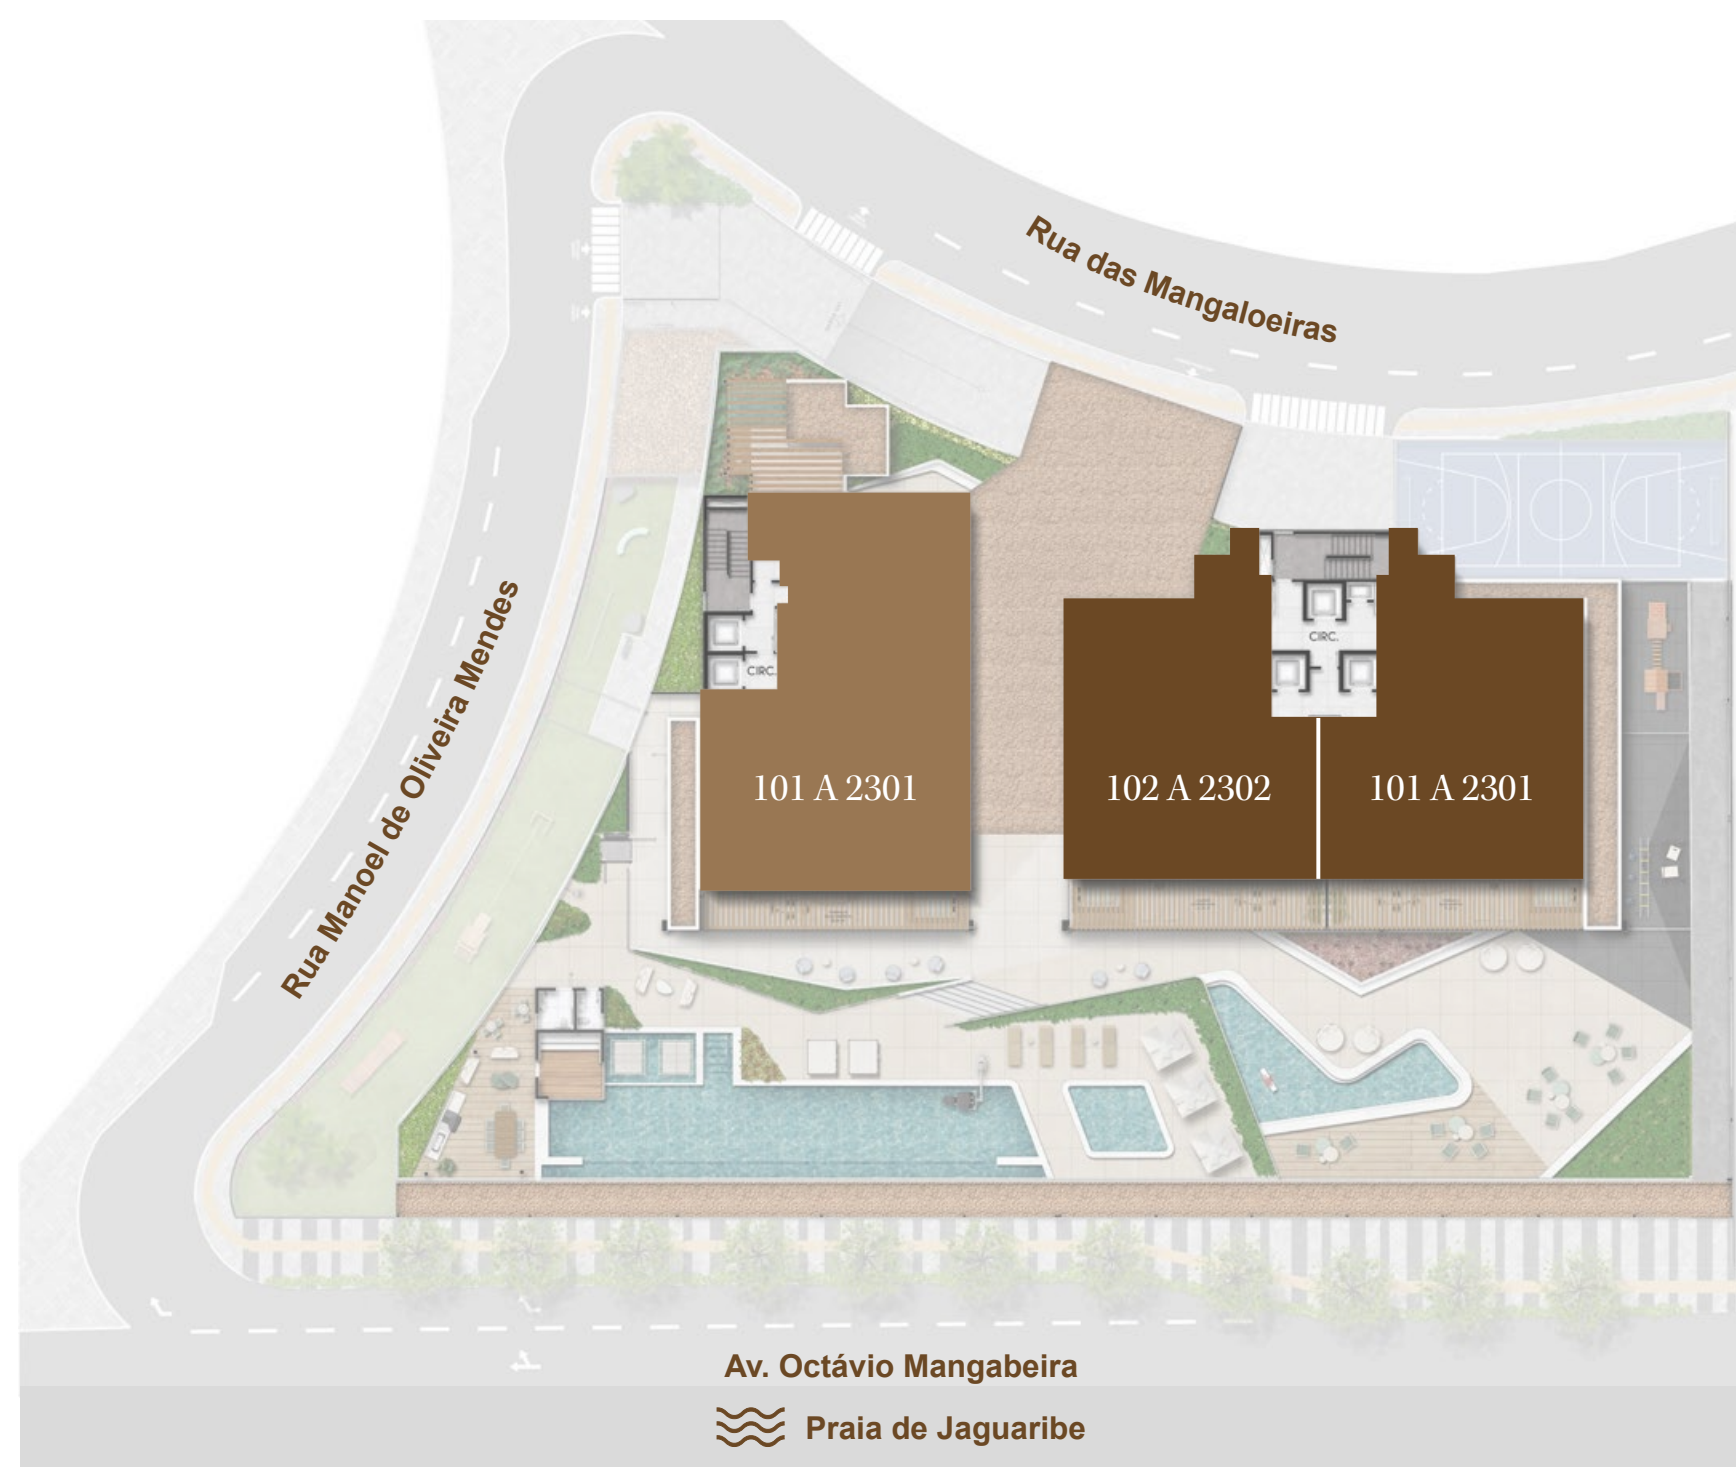 Rua das Mangaloeiras
Rua Manoel de Oliveira Mendes
CIRC.
CIRC.
101 A 2301
102 A 2302
101 A 2301
Av. Octávio Mangabeira
Praia de Jaguaribe